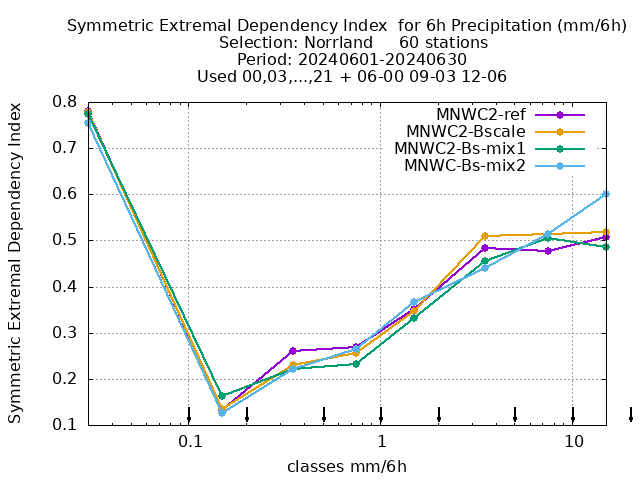 Symmetric Extremal Dependency Index  for 6h Precipitation (mm/6h)
Selection: Norrland     60 stations
Period: 20240601-20240630
Used 00,03,...,21 + 06-00 09-03 12-06
Symmetric Extremal Dependency Index
0.8
0.7
0.6
0.5
0.4
0.3
0.2
0.1
MNWC2-ref
MNWC2-Bscale
MNWC2-Bs-mix1
MNWC-Bs-mix2
0.1
1
10
classes mm/6h